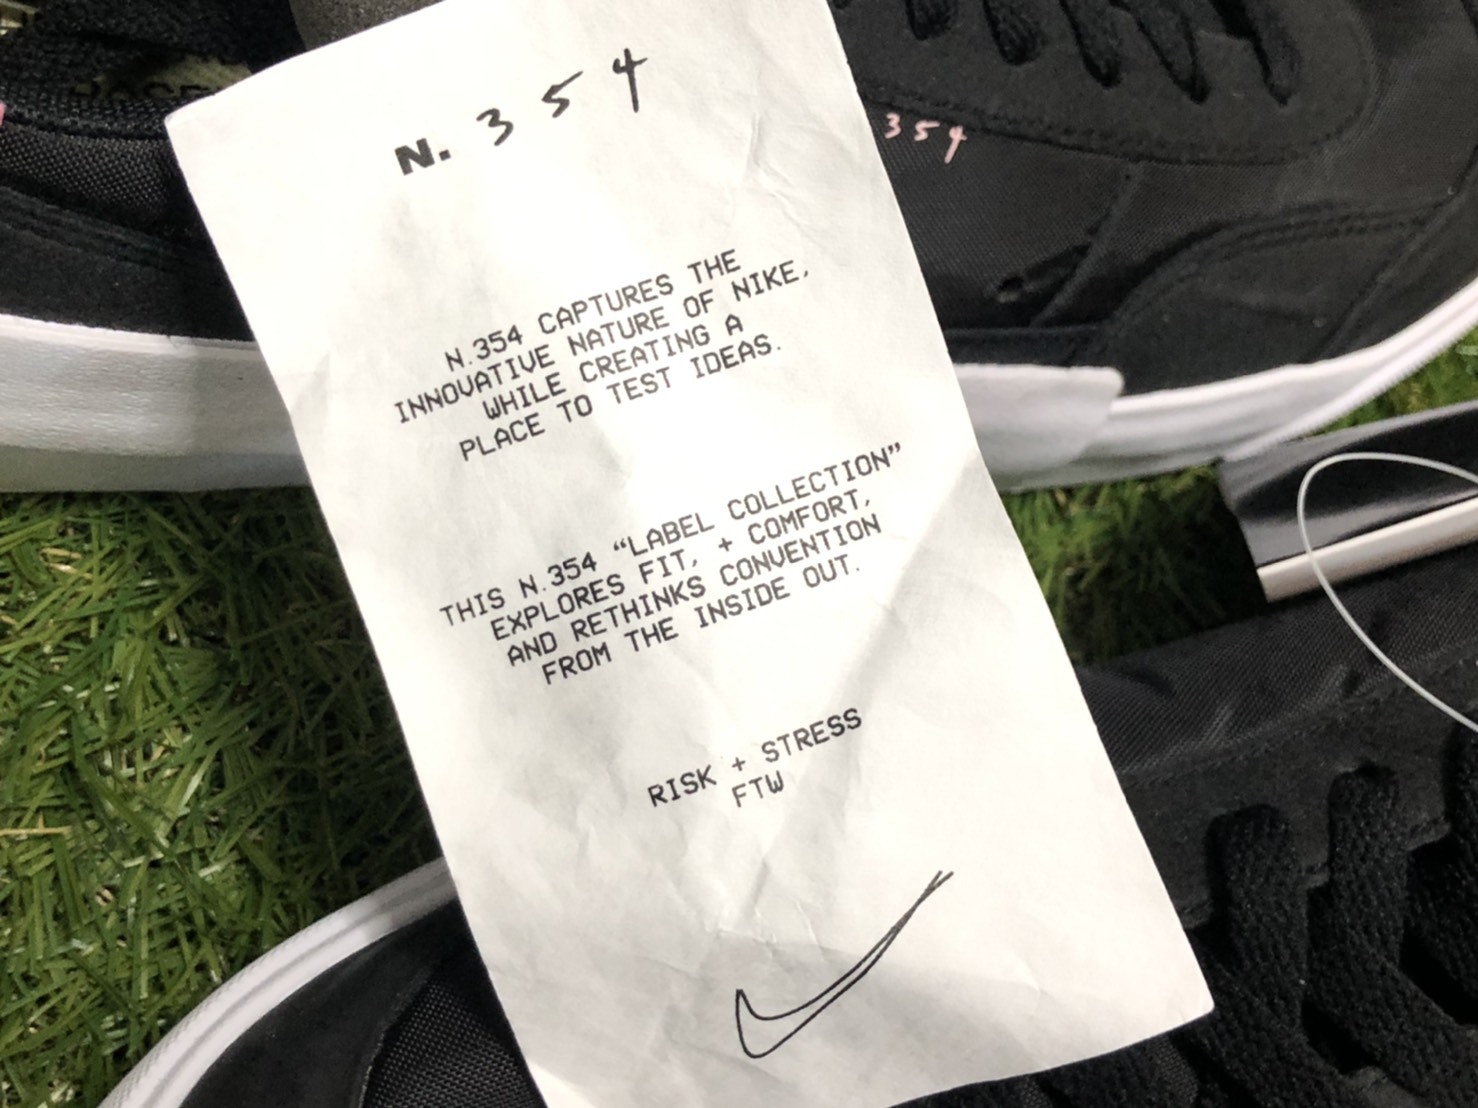 N. 354
354
N.354 CAPTURES THE
INNOVATIVE NATURE OF NIKE,
WHILE CREATING A
PLACE TO TEST IDEAS.
THIS N.354 “LABEL COLLECTION”
EXPLORES FIT, + COMFORT,
AND RETHINKS CONVENTION
FROM THE INSIDE OUT.
RISK + STRESS
FTW